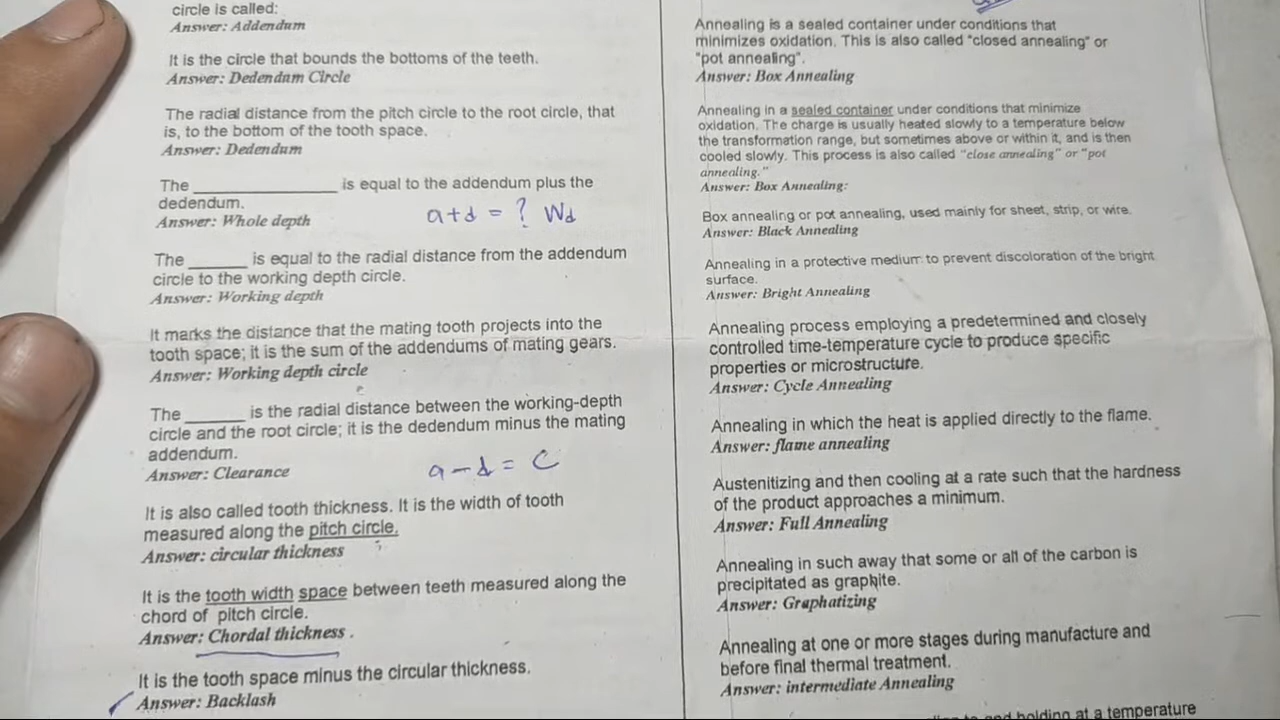 circle is called:
Answer: Addendum
It is the circle that bounds the bottoms of the teeth.
Answer: Dedendum Circle
The radial distance from the pitch circle to the root circle, that
is, to the bottom of the tooth space.
Answer: Dedendum
The ________________ is equal to the addendum plus the
dedendum.
Answer: Whole depth
a+d = ? Wd
The ______ is equal to the radial distance from the addendum
circle to the working depth circle.
Answer: Working depth
It marks the distance that the mating tooth projects into the
tooth space; it is the sum of the addendums of mating gears.
Answer: Working depth circle
The ______ is the radial distance between the working-depth
circle and the root circle; it is the dedendum minus the mating
addendum.
Answer: Clearance
a - d = C
It is also called tooth thickness. It is the width of tooth
measured along the pitch circle.
Answer: circular thickness
It is the tooth width space between teeth measured along the
chord of pitch circle.
Answer: Chordal thickness .
It is the tooth space minus the circular thickness.
Answer: Backlash
Annealing is a sealed container under conditions that
minimizes oxidation. This is also called "closed annealing" or
"pot annealing".
Answer: Box Annealing
Annealing in a sealed container under conditions that minimize
oxidation. The charge is usually heated slowly to a temperature below
the transformation range, but sometimes above or within it, and is then
cooled slowly. This process is also called "close annealing" or "pot
annealing."
Answer: Box Annealing:
Box annealing or pot annealing, used mainly for sheet, strip, or wire.
Answer: Black Annealing
Annealing in a protective medium to prevent discoloration of the bright
surface.
Answer: Bright Annealing
Annealing process employing a predetermined and closely
controlled time-temperature cycle to produce specific
properties or microstructure.
Answer: Cycle Annealing
Annealing in which the heat is applied directly to the flame.
Answer: flame annealing
Austenitizing and then cooling at a rate such that the hardness
of the product approaches a minimum.
Answer: Full Annealing
Annealing in such away that some or all of the carbon is
precipitated as graphite.
Answer: Graphatizing
Annealing at one or more stages during manufacture and
before final thermal treatment.
Answer: intermediate Annealing
and holding at a temperature